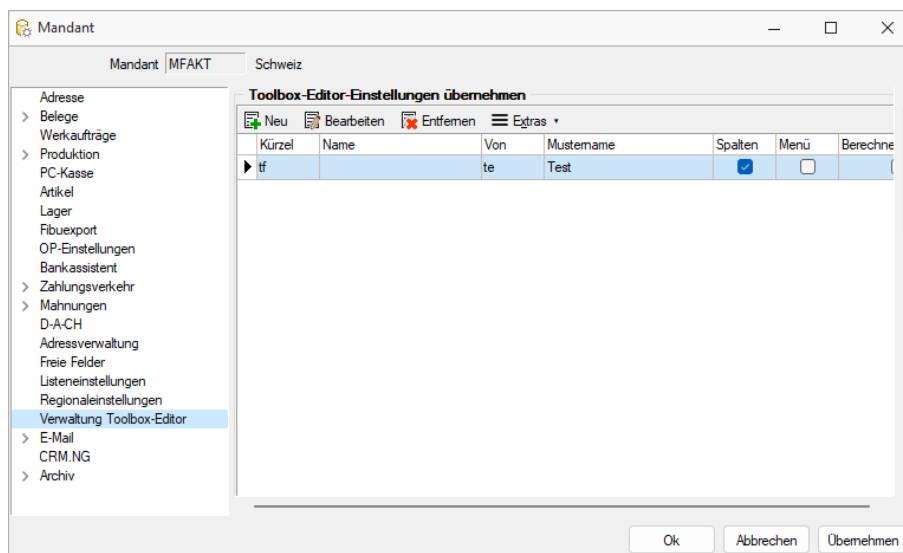 Mandant
Mandant MFAKT Schweiz
Adresse
Belege
Werkaufträge
Produktion
PC-Kasse
Artikel
Lager
Fibuexport
OP-Einstellungen
Bankassistent
Zahlungsverkehr
Mahnungen
D-A-CH
Adressverwaltung
Freie Felder
Listeneinstellungen
Regionaleinstellungen
Verwaltung Toolbox-Editor
E-Mail
CRM.NG
Archiv
Toolbox-Editor-Einstellungen übernehmen
Neu Bearbeiten Entfernen Extras
Kürzel Name Von Mustername Spalten Menü Berechne
tf te Test
Ok Abbrechen Übernehmen